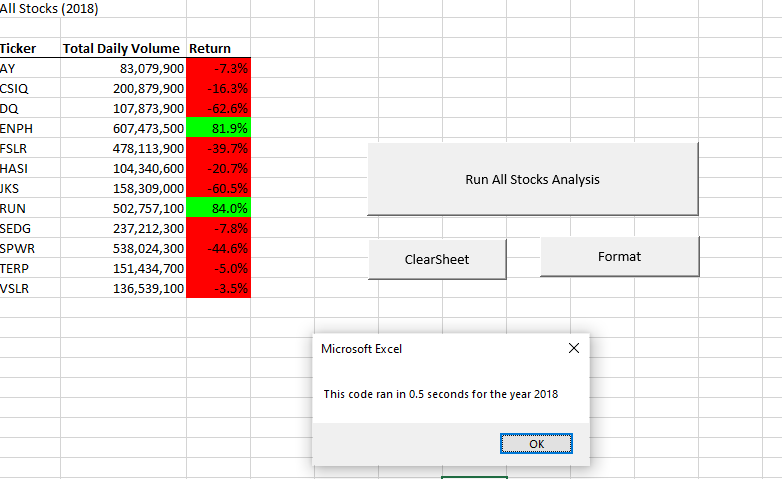 All Stocks (2018)
Ticker Total Daily Volume Return
AY 83,079,900 -7.3%
CSIQ 200,879,900 -16.3%
DQ 107,873,900 -62.6%
ENPH 607,473,500 81.9%
FSLR 478,113,900 -39.7%
HASI 104,340,600 -20.7%
JKS 158,309,000 -60.5%
RUN 502,757,100 84.0%
SEDG 237,212,300 -7.8%
SPWR 538,024,300 -44.6%
TERP 151,434,700 -5.0%
VSLR 136,539,100 -3.5%
Run All Stocks Analysis
ClearSheet
Format
Microsoft Excel
This code ran in 0.5 seconds for the year 2018
OK